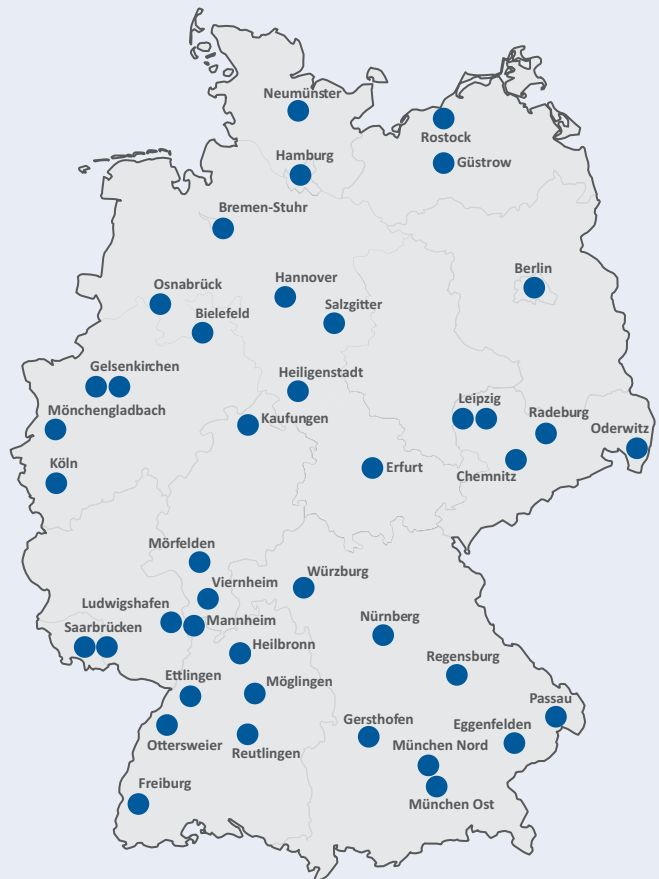 Neumünster
Rostock
Hamburg
Güstrow
Bremen-Stuhr
Berlin
Hannover
Osnabrück
Salzgitter
Bielefeld
Gelsenkirchen
Heiligenstadt
Leipzig
Mönchengladbach
Radeburg
Kaufungen
Oderwitz
Köln
Erfurt
Chemnitz
Mörfelden
Würzburg
Viernheim
Ludwigshafen
Mannheim
Nürnberg
Saarbrücken
Heilbronn
Regensburg
Ettlingen
Möglingen
Passau
Gersthofen
Eggenfelden
Ottersweier
München Nord
Reutlingen
Freiburg
München Ost